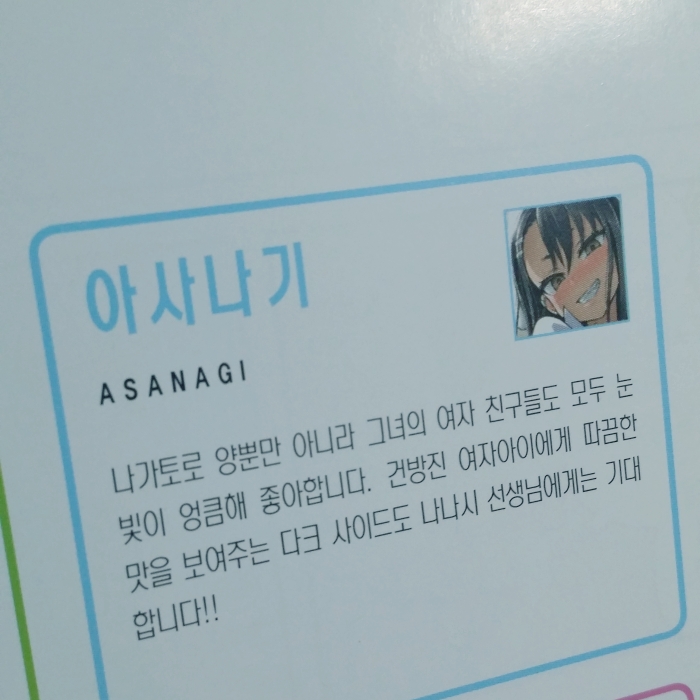 아사나기
ASANAGI
나가토로 양뿐만 아니라 그녀의 여자 친구들도 모두 눈
빛이 엉큼해 좋아합니다. 건방진 여자아이에게 따끔한
맛을 보여주는 다크 사이드도 나나시 선생님에게는 기대
합니다!!